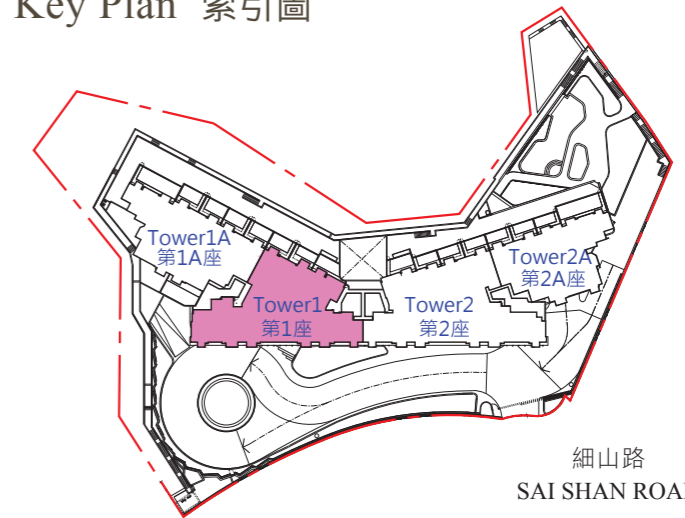 Key Plan 索引圖
Tower1A
第1A座
Tower2A
第2A座
Tower1
第1座
Tower2
第2座
細山路
SAI SHAN ROAD